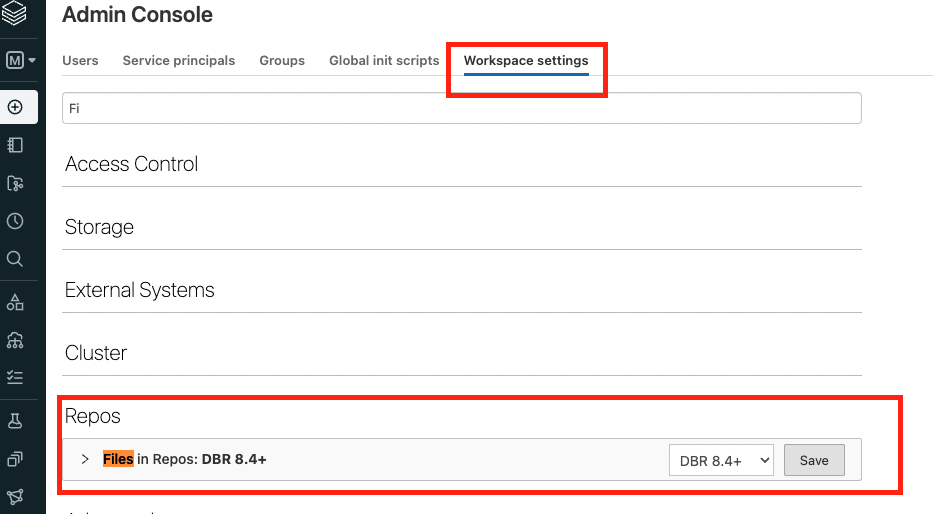 Admin Console
M
Users Service principals Groups Global init scripts Workspace settings
Fi
Access Control
Storage
External Systems
Cluster
Repos
Files in Repos: DBR 8.4+ DBR 8.4+ Save